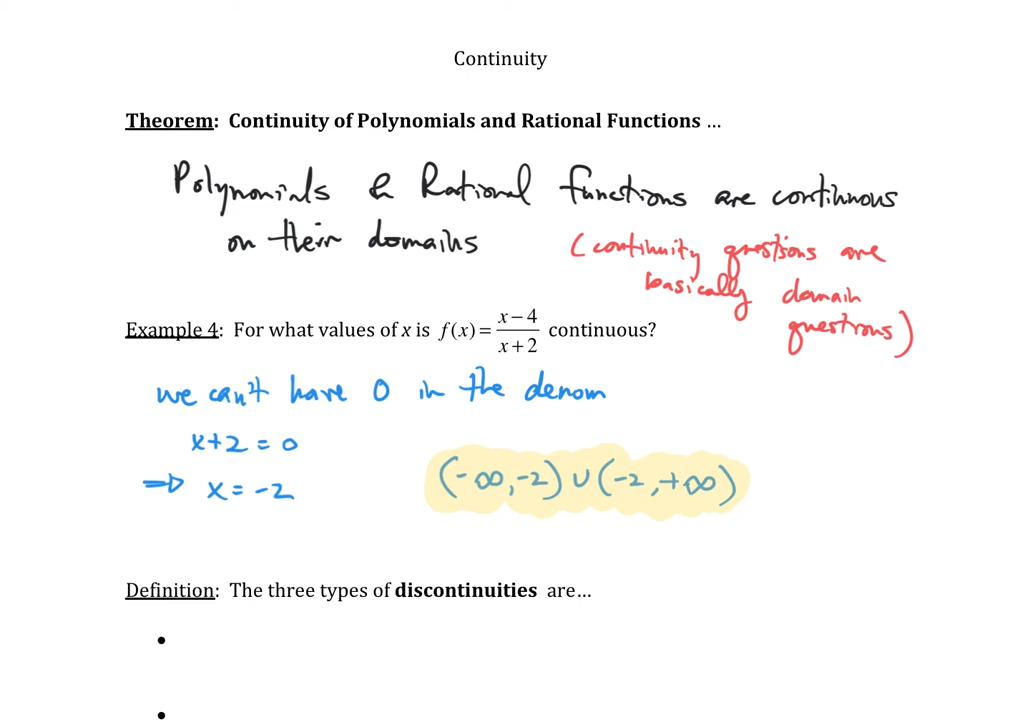 Continuity
Theorem: Continuity of Polynomials and Rational Functions ...
Polynomials & Rational functions are continuous
on their domains
(continuity questions are
basically domain
questions)
Example 4: For what values of x is f(x) = (x − 4)/(x + 2) continuous?
we can't have 0 in the denom
x+2 = 0
⇒ x = -2
(-∞,-2) ∪ (-2,+∞)
Definition: The three types of discontinuities are…
•
•